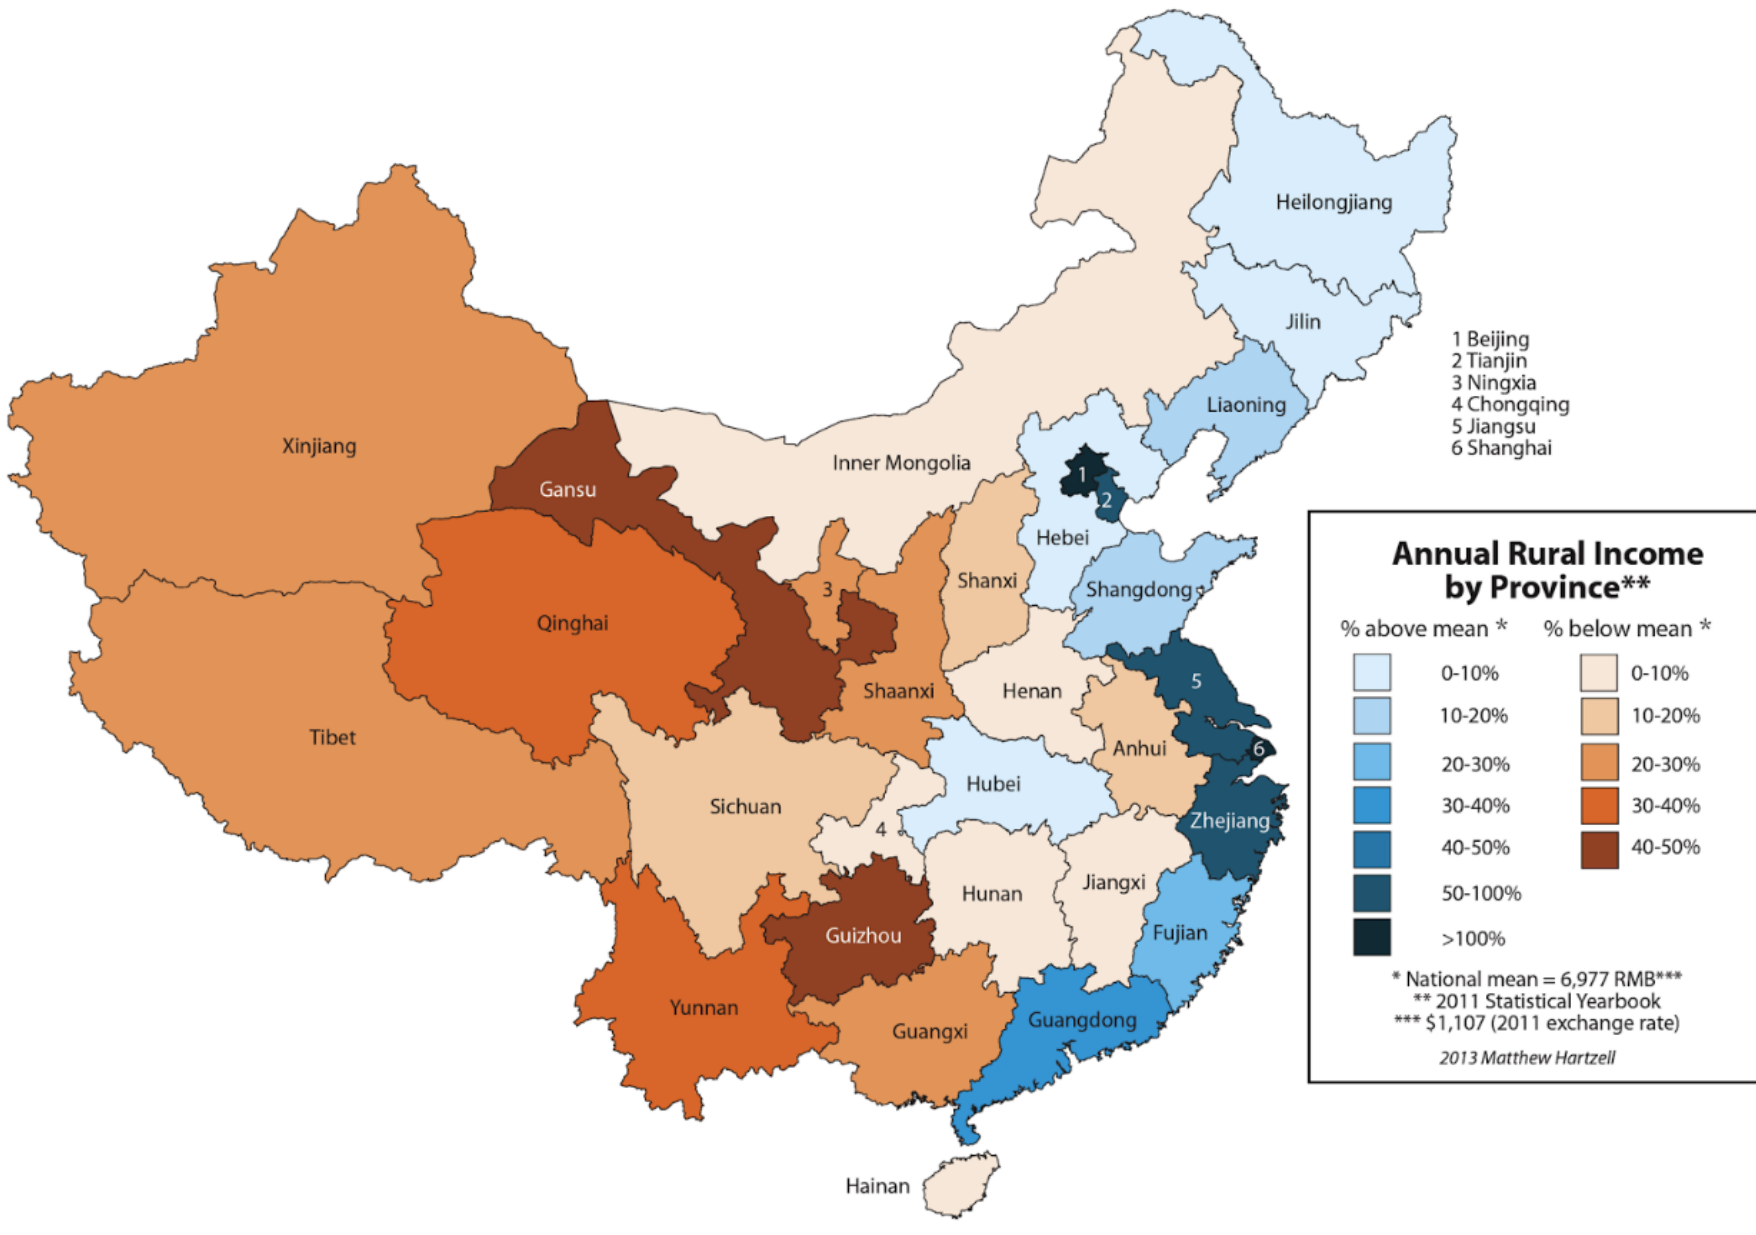 Heilongjiang
Jilin
1 Beijing
2 Tianjin
3 Ningxia
4 Chongqing
5 Jiangsu
6 Shanghai
Liaoning
Xinjiang
Inner Mongolia
Gansu
1
2
Hebei
Shanxi
3
Shangdong
Qinghai
Shaanxi
Henan
5
Tibet
Anhui
6
Hubei
Sichuan
4
Zhejiang
Hunan
Jiangxi
Guizhou
Fujian
Yunnan
Guangxi
Guangdong
Hainan
Annual Rural Income
by Province**
% above mean * % below mean *
0-10% 0-10%
10-20% 10-20%
20-30% 20-30%
30-40% 30-40%
40-50% 40-50%
50-100%
>100%
* National mean = 6,977 RMB***
** 2011 Statistical Yearbook
*** $1,107 (2011 exchange rate)
2013 Matthew Hartzell